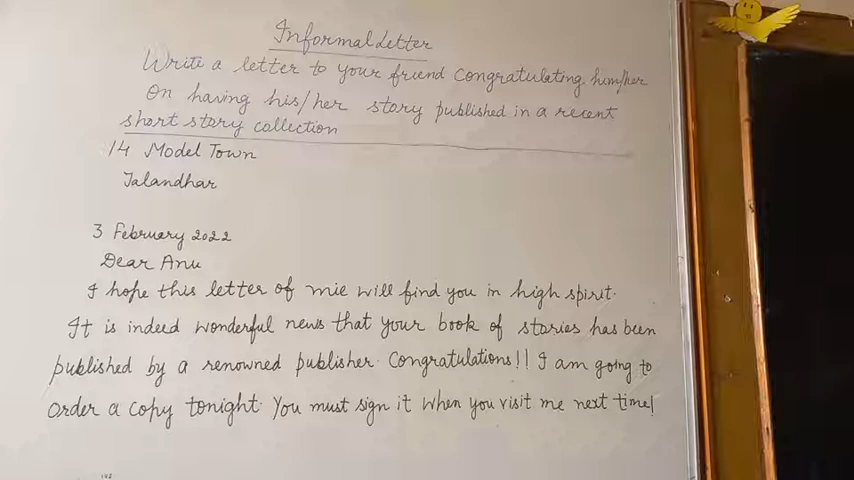 Informal Letter
Write a letter to your friend congratulating him/her
On having his/her story published in a recent
short story collection
14 Model Town
Jalandhar
3 February 2022
Dear Anu
I hope this letter of mie will find you in high spirit.
It is indeed wonderful news that your book of stories has been
published by a renowned publisher. Congratulations!! I am going to
Order a copy tonight. You must sign it when you visit me next time!